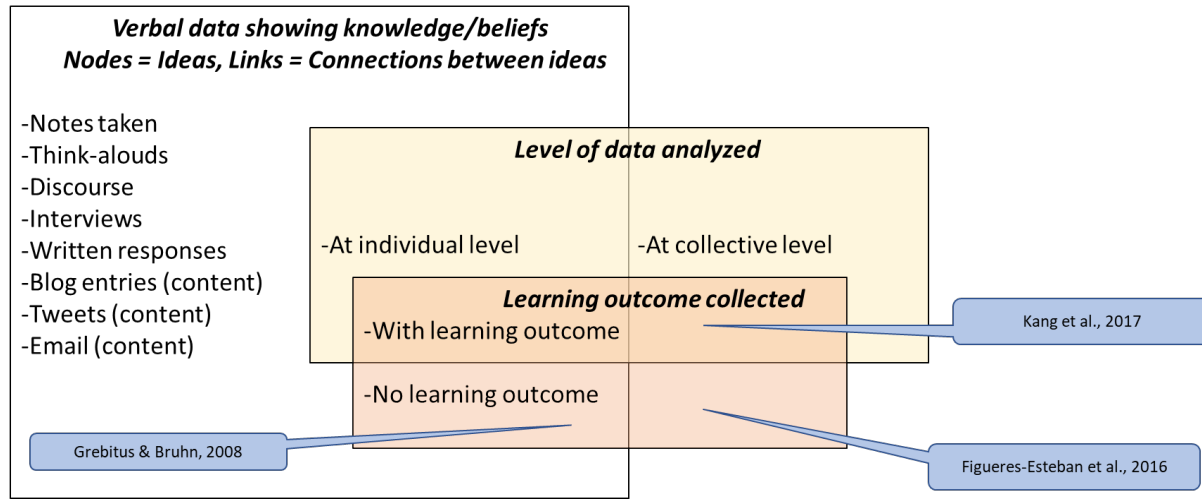 Verbal data showing knowledge/beliefs
Nodes = Ideas, Links = Connections between ideas
-Notes taken
-Think-alouds
-Discourse
-Interviews
-Written responses
-Blog entries (content)
-Tweets (content)
-Email (content)
Level of data analyzed
-At individual level
-At collective level
Learning outcome collected
-With learning outcome
-No learning outcome
Kang et al., 2017
Grebitus & Bruhn, 2008
Figueres-Esteban et al., 2016